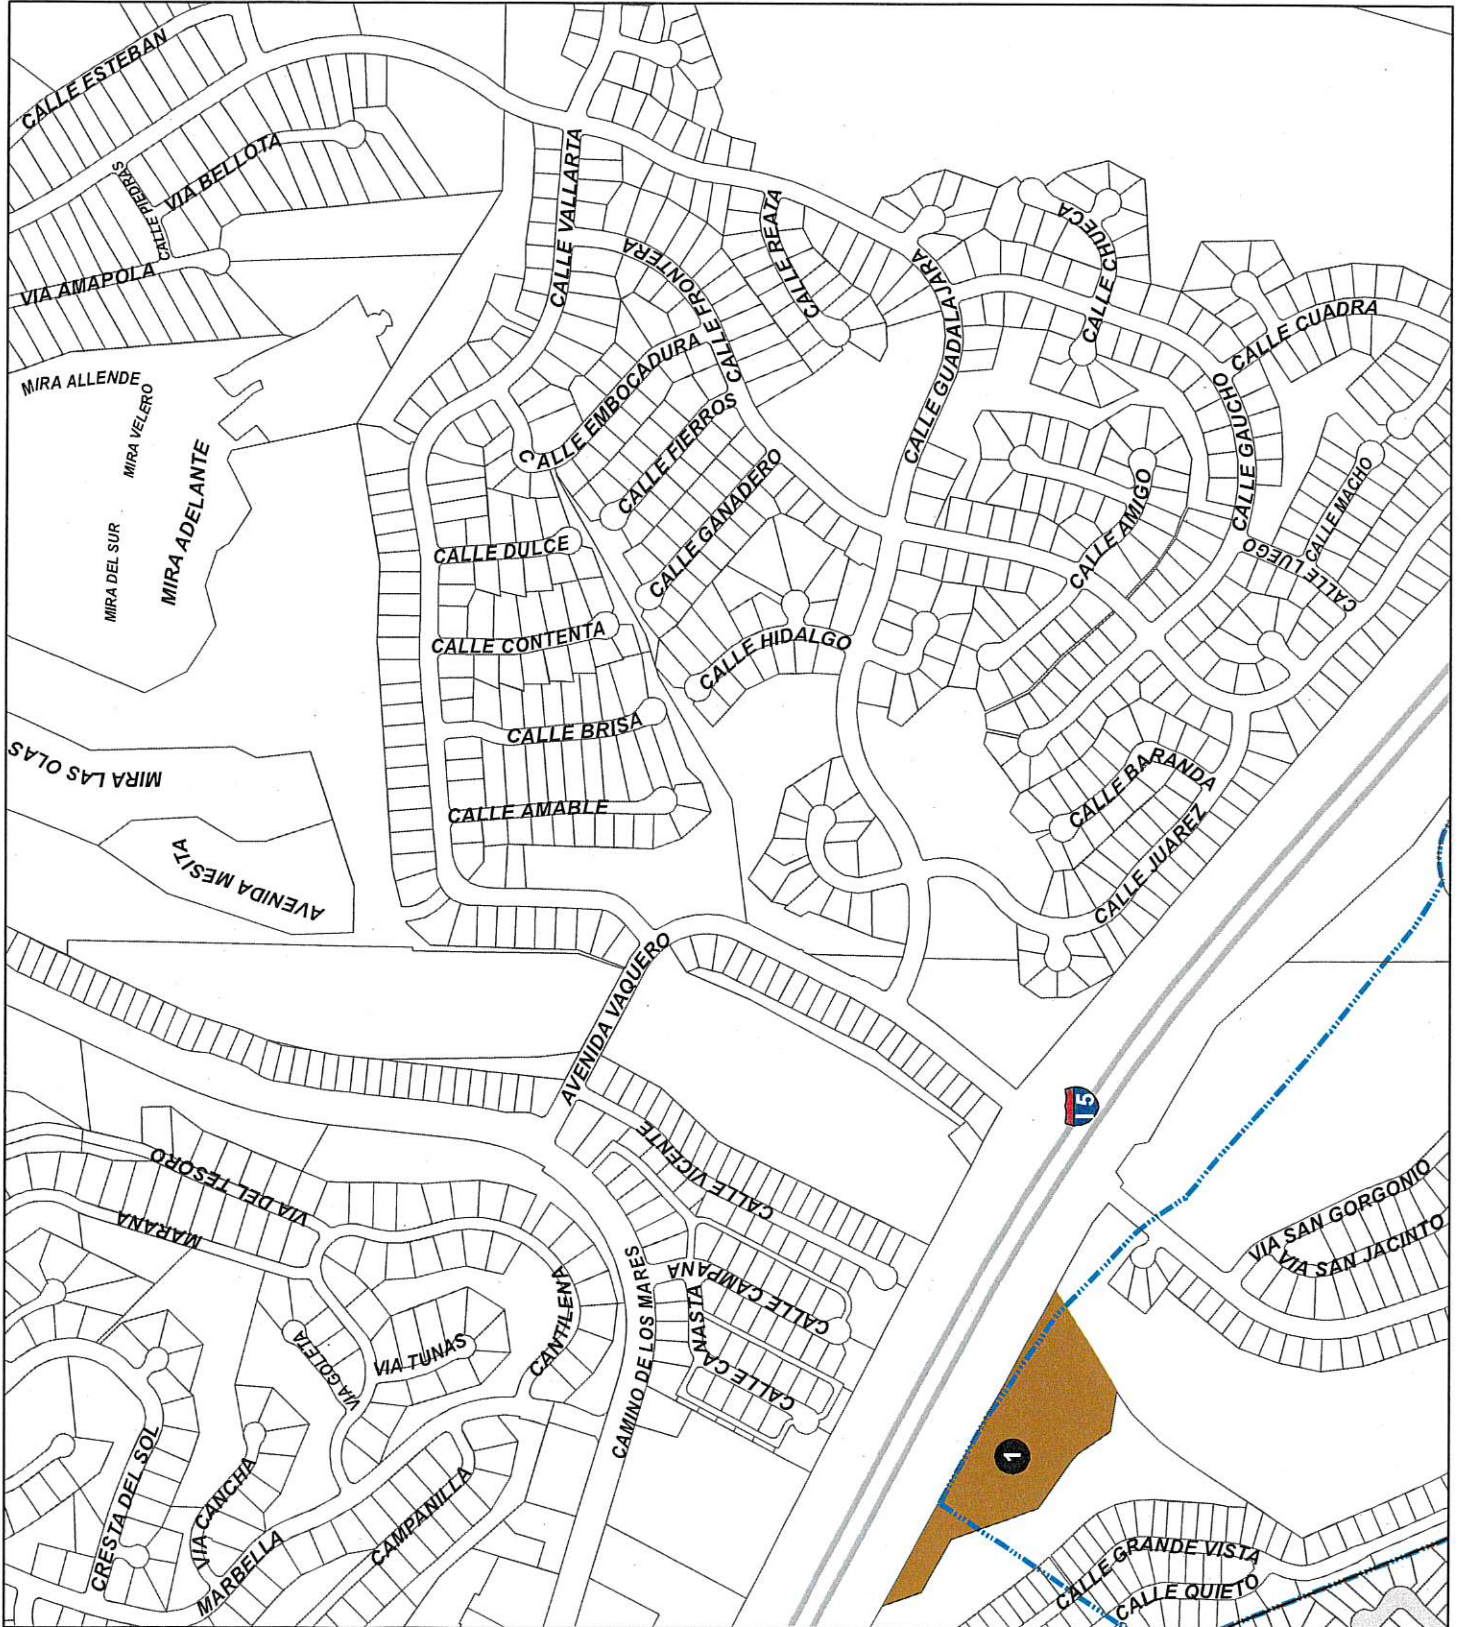 CALLE ESTEBAN
CALLE PIEDRAS
VIA BELLOTA
VIA AMAPOLA
CALLE VALLARTA
CALLE FRONTERA
CALLE REATA
CALLE CHUECA
CALLE GUADALAJARA
CALLE CALLE
CALLE CUADRA
MIRA ALLENDE
MIRA VELERO
MIRA ADELANTE
MIRA DEL SUR
CALLE EMBOCADURA
CALLE FIERROS
CALLE GANADERO
CALLE GAUCHO
CALLE GAUCHO
CALLE MACHO
CALLE LUEGO
CALLE
CALLE AMIGO
CALLE DULCE
CALLE CONTENTA
CALLE HIDALGO
CALLE BRISA
CALLE AMABLE
MIRA LAS OLAS
AVENIDA MESITA
CALLE BARANDA
CALLE JUAREZ
AVENIDA VAQUERO
15
CALLE VICENTE
VIA DEL TESORO
MARANA
CALLE CAMPANA
CAMINO DE LOS MARES
CANTILENA
CALLE CANASTA
VIA SAN GORGONIO
VIA SAN JACINTO
VIA GOLETA
VIA TUNAS
CRESTA DEL SOL
VIA CANCHA
MARBELLA
CAMPANILLA
1
CALLE GRANDE VISTA
CALLE QUIETO